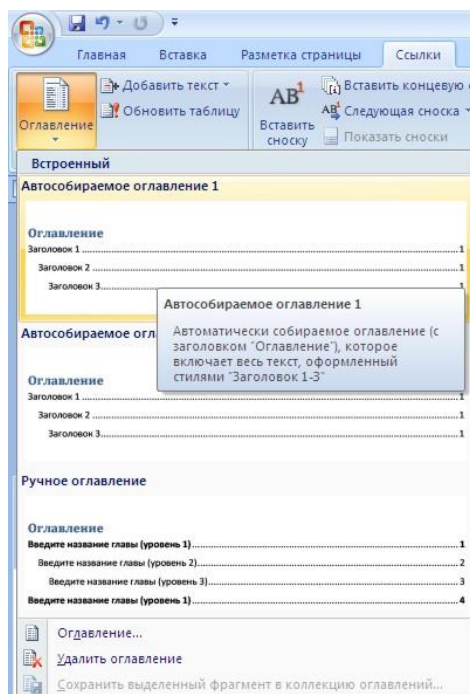 Главная Вставка Разметка страницы Ссылки
Оглавление
Добавить текст
Обновить таблицу
AB1
Вставить сноску
Вставить концевую
Следующая сноска
Показать сноски
Встроенный
Автособираемое оглавление 1
Оглавление
Заголовок 1 ... 1
Заголовок 2 ... 1
Заголовок 3 ... 1
Автособираемое оглавление 1
Автоматически собираемое оглавление (с
заголовком "Оглавление"), которое
включает весь текст, оформленный
стилями "Заголовок 1-3"
Автособираемое огл
Оглавление
Заголовок 1 ... 1
Заголовок 2 ... 1
Заголовок 3 ... 1
Ручное оглавление
Оглавление
Введите название главы (уровень 1) ... 1
Введите название главы (уровень 2) ... 2
Введите название главы (уровень 3) ... 3
Введите название главы (уровень 1) ... 4
Оглавление...
Удалить оглавление
Сохранить выделенный фрагмент в коллекцию оглавлений...